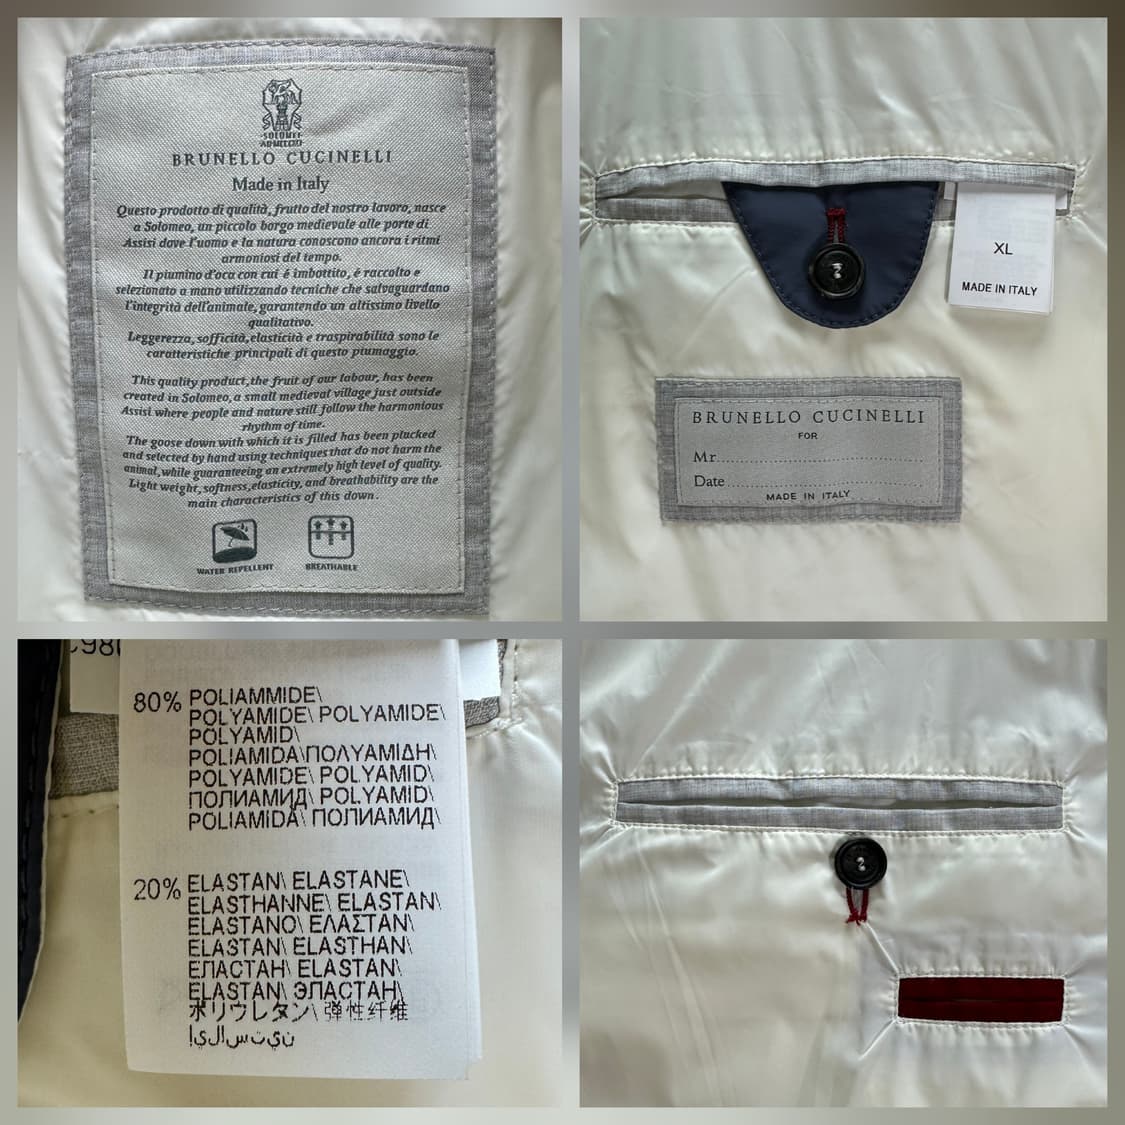 SOLOMEI
BRUNELLO CUCINELLI
Made in Italy
Questo prodotto di qualità, frutto del nostro lavoro, nasce
a Solomeo, un piccolo borgo medievale alle porte di
Assisi dove l'uomo e la natura conoscono ancora i ritmi
armoniosi del tempo.
Il piumino d'oca con cui é imbottito, é raccolto e
selezionato a mano utilizzando tecniche che salvaguardano
l'integrità dell'animale, garantendo un altissimo livello
qualitativo.
Leggerezza, sofficità, elasticità e traspirabilità sono le
caratteristiche principali di questo piumaggio.
This quality product, the fruit of our labour, has been
created in Solomeo, a small medieval village just outside
Assisi where people and nature still follow the harmonious
rhythm of time.
The goose down with which it is filled has been plucked
and selected by hand using techniques that do not harm the
animal, while guaranteeing an extremely high level of quality.
Light weight, softness, elasticity, and breathability are the
main characteristics of this down.
WATER REPELLENT BREATHABLE
XL
MADE IN ITALY
BRUNELLO CUCINELLI
FOR
Mr
Date
MADE IN ITALY
80% POLIAMMIDE\
POLYAMIDE\ POLYAMIDE\
POLYAMID\
POLIAMIDA\ΠΟΛΥΑΜΙΔΗ\
POLYAMIDE\ POLYAMID\
ПОЛИАМИД\ POLYAMID\
POLIAMIDA\ ПОЛИАМИД\
20% ELASTAN\ ELASTANE\
ELASTHANNE\ ELASTAN\
ELASTANO\ ΕΛΑΣΤΑΝ\
ELASTAN\ ELASTHAN\
ЕЛАСТАН\ ELASTAN\
ELASTAN\ ЭЛАСТАН\
ポリウレタン\ 弾性纤维